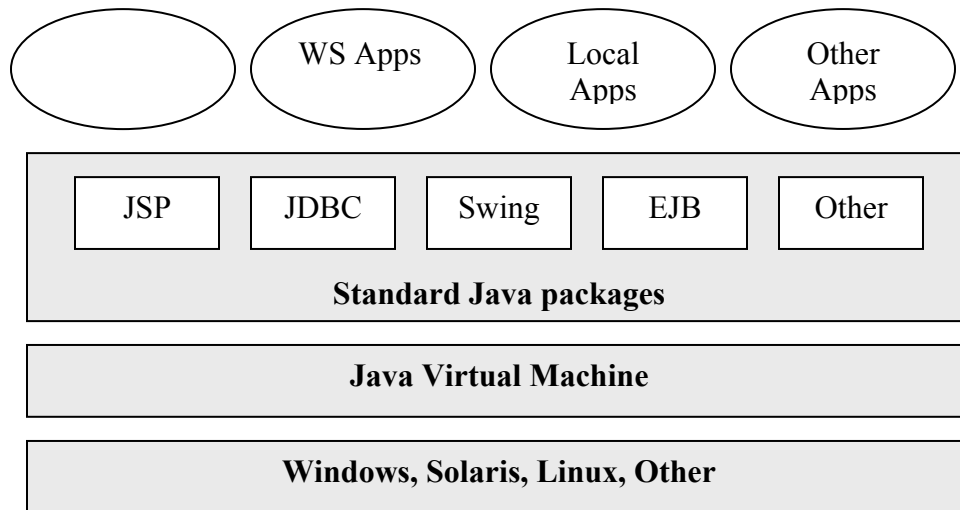 WS Apps
Local
Apps
Other
Apps
JSP
JDBC
Swing
EJB
Other
Standard Java packages
Java Virtual Machine
Windows, Solaris, Linux, Other